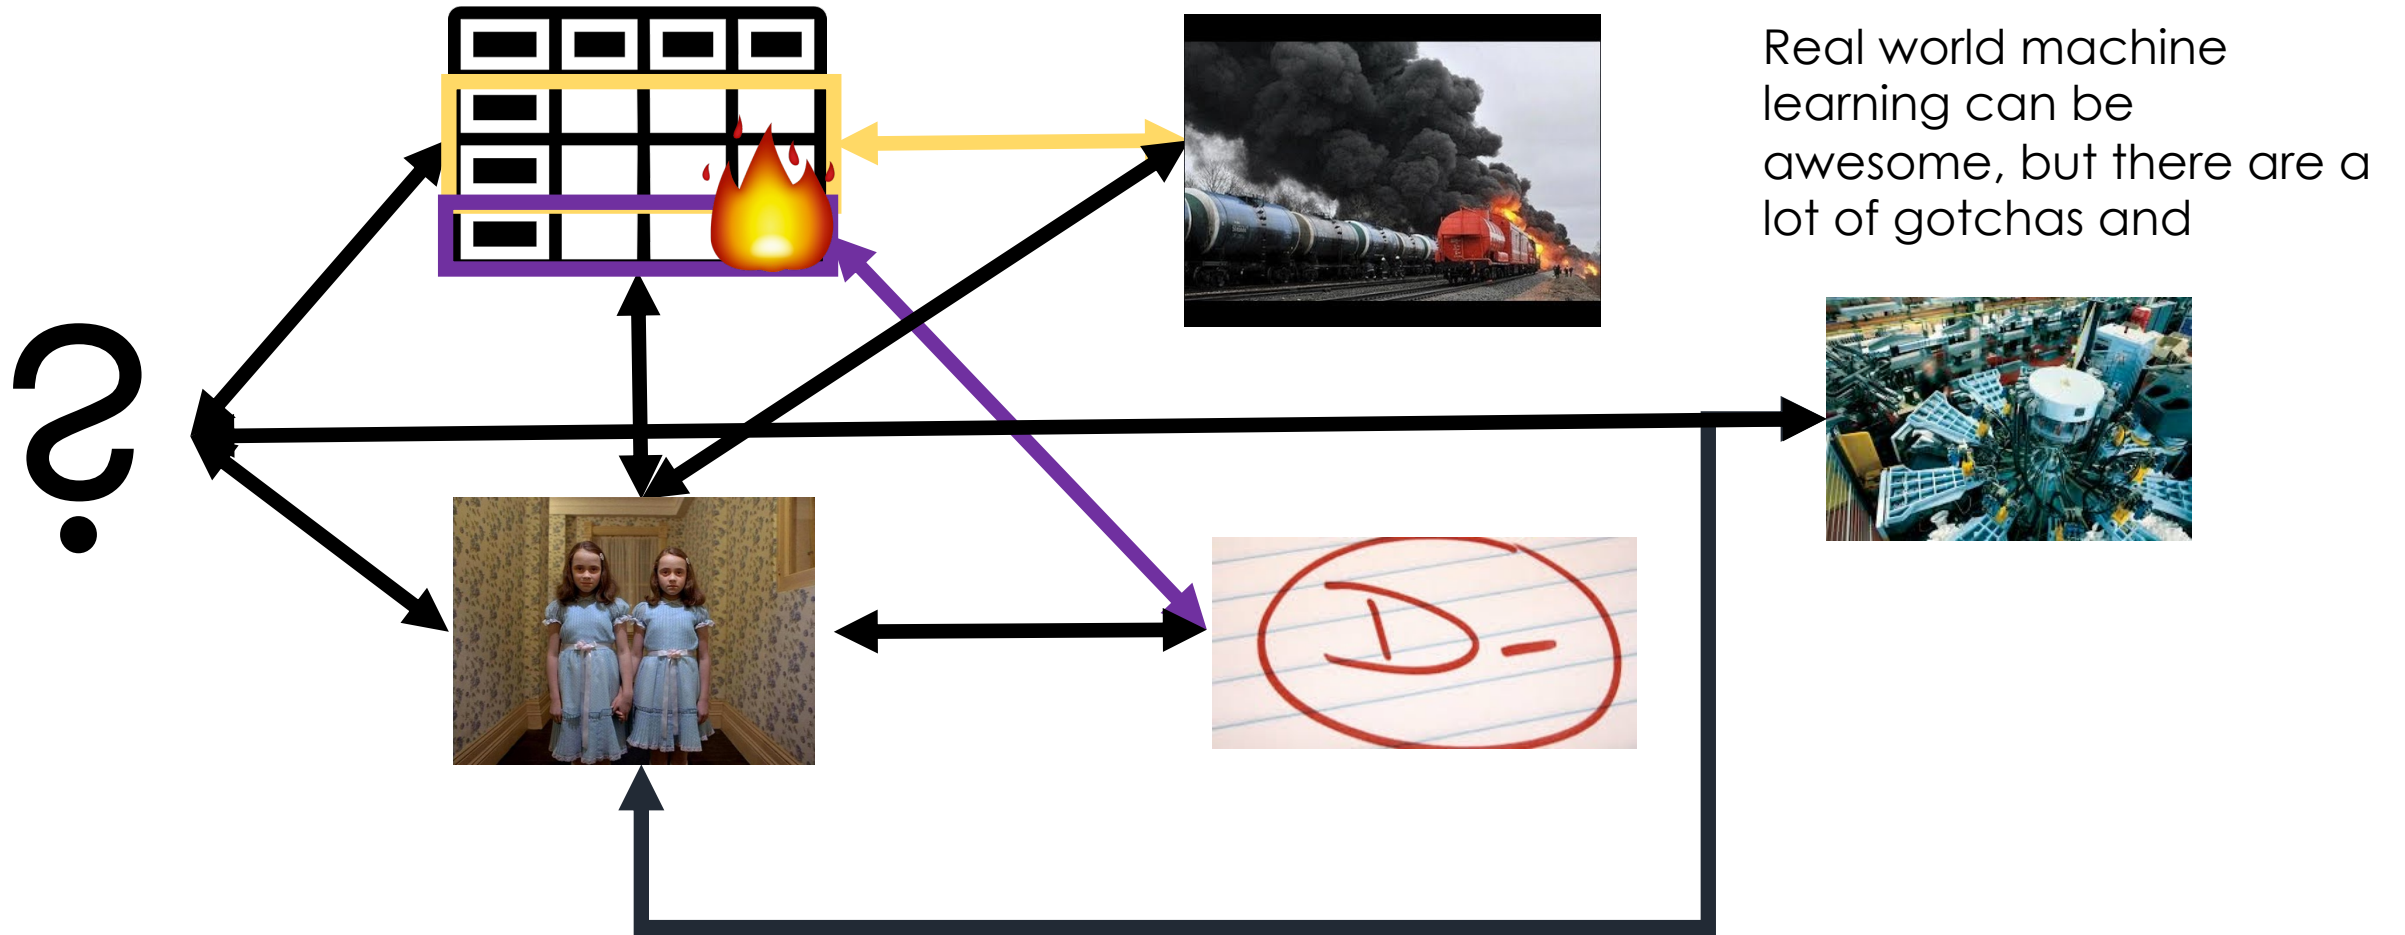 Real world machine
learning can be
awesome, but there are a
lot of gotchas and
?
D-